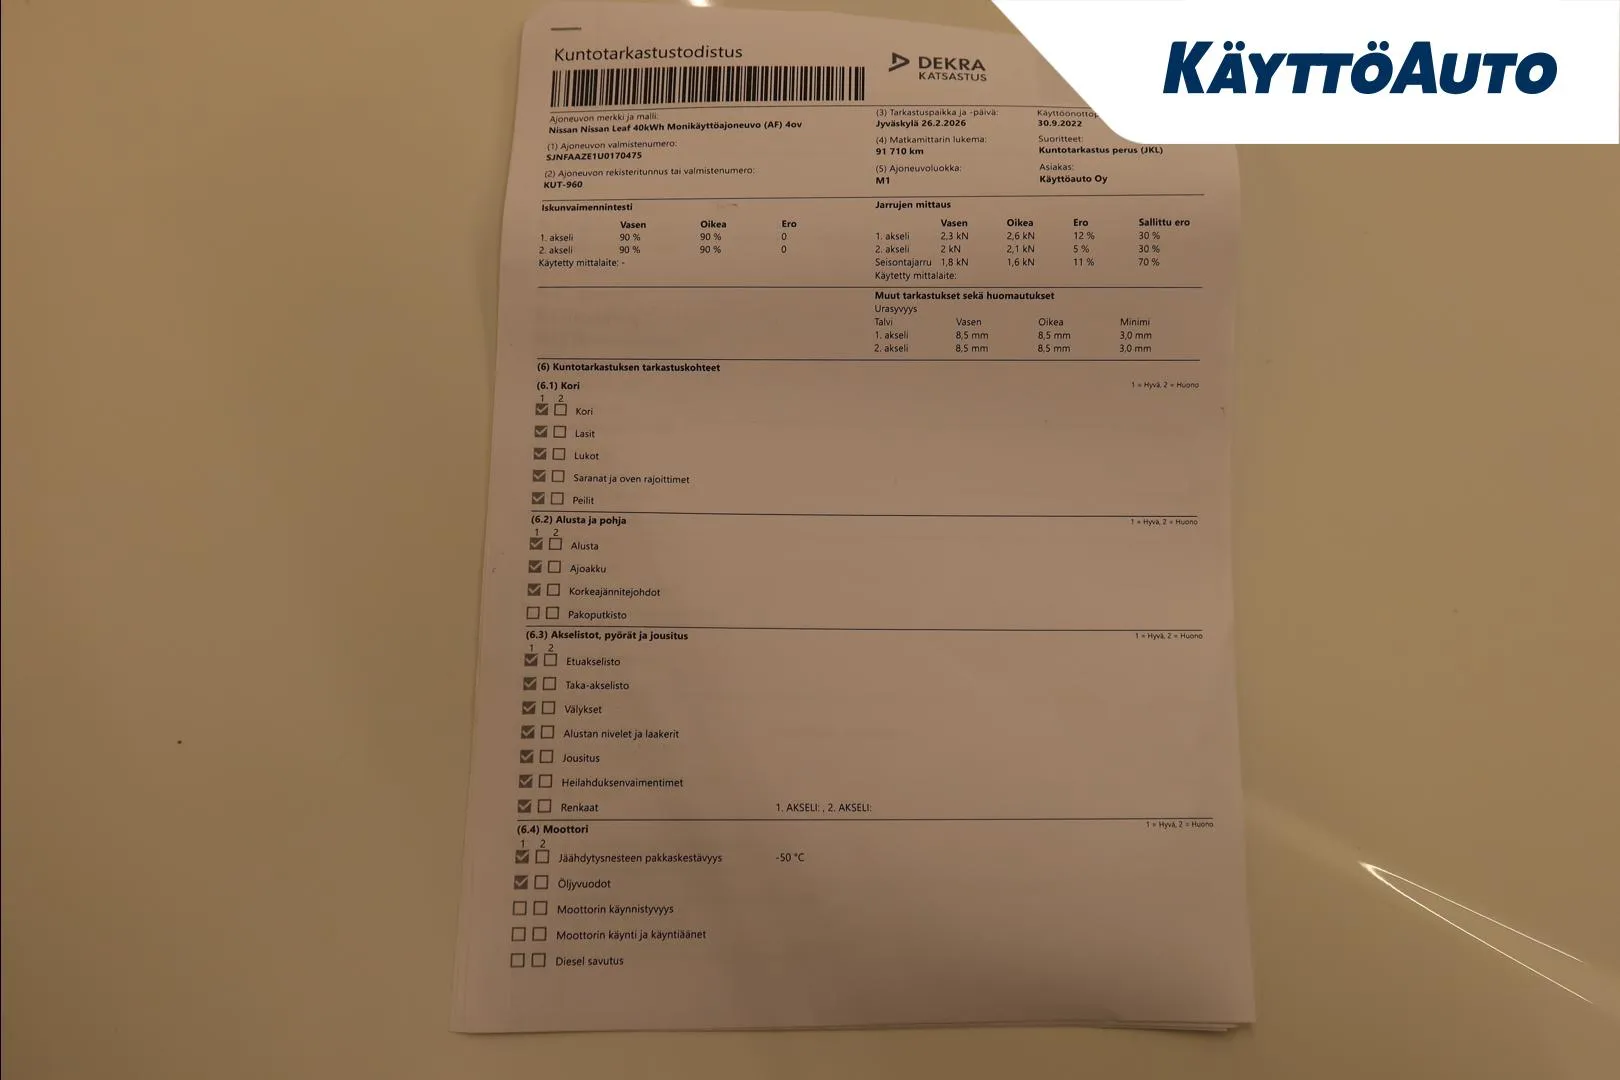 KÄYTTÖAUTO
Kuntotarkastustodistus
DEKRA
KATSASTUS
Ajoneuvon merkki ja malli:
Nissan Nissan Leaf 40kWh Monikäyttöajoneuvo (AF) 4ov
(1) Ajoneuvon valmistenumero:
SJNFAAZE1U0170475
(2) Ajoneuvon rekisteritunnus tai valmistenumero:
KUT-960
(3) Tarkastuspaikka ja -päivä:
Jyväskylä 26.2.2026
(4) Matkamittarin lukema:
91 710 km
(5) Ajoneuvoluokka:
M1
30.9.2022
Suoritteet:
Kuntotarkastus perus (JKL)
Asiakas:
Käyttöauto Oy
Iskunvaimennintesti
Vasen Oikea Ero
1. akseli 90 % 90 % 0
2. akseli 90 % 90 % 0
Käytetty mittalaite: -
Jarrujen mittaus
Vasen Oikea Ero Sallittu ero
1. akseli 2,3 kN 2,6 kN 12 % 30 %
2. akseli 2 kN 2,1 kN 5 % 30 %
Seisontajarru 1,8 kN 1,6 kN 11 % 70 %
Käytetty mittalaite:
Muut tarkastukset sekä huomautukset
Urasyvyys
Talvi Vasen Oikea Minimi
1. akseli 8,5 mm 8,5 mm 3,0 mm
2. akseli 8,5 mm 8,5 mm 3,0 mm
(6) Kuntotarkastuksen tarkastuskohteet
(6.1) Kori 1 = Hyvä, 2 = Huono
1 2
Kori
Lasit
Lukot
Saranat ja oven rajoittimet
Peilit
(6.2) Alusta ja pohja 1 = Hyvä, 2 = Huono
1 2
Alusta
Ajoakku
Korkeajännitejohdot
Pakoputkisto
(6.3) Akselistot, pyörät ja jousitus 1 = Hyvä, 2 = Huono
1 2
Etuakselisto
Taka-akselisto
Välykset
Alustan nivelet ja laakerit
Jousitus
Heilahduksenvaimentimet
Renkaat 1. AKSELI: , 2. AKSELI:
(6.4) Moottori 1 = Hyvä, 2 = Huono
1 2
Jäähdytysnesteen pakkaskestävyys -50 °C
Öljyvuodot
Moottorin käynnistyvyys
Moottorin käynti ja käyntiäänet
Diesel savutus